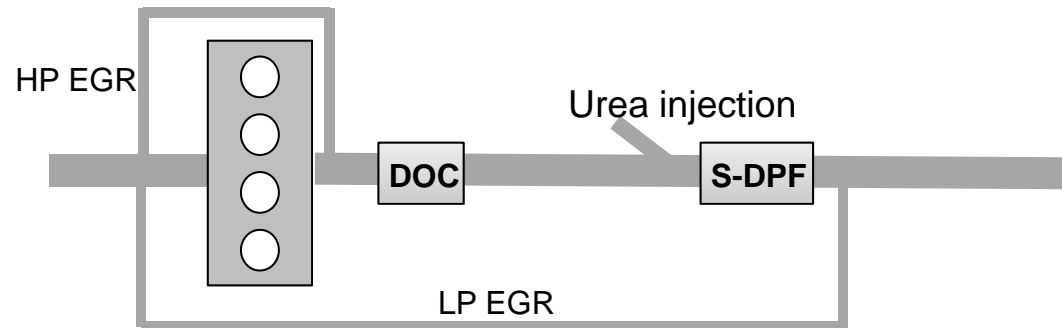 HP EGR
Urea injection
DOC
S-DPF
LP EGR